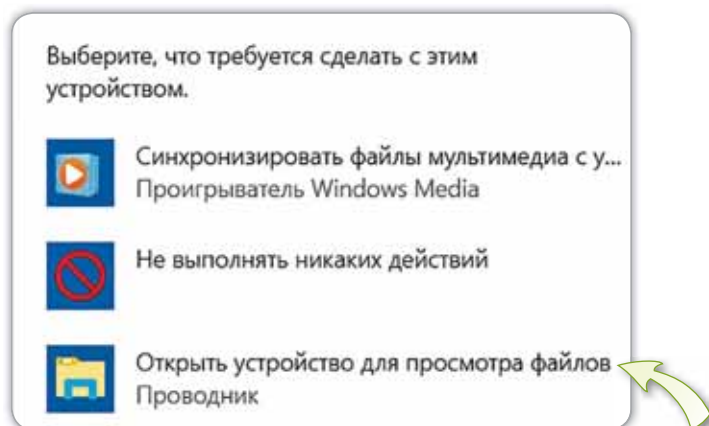 Выберите, что требуется сделать с этим
устройством.
Синхронизировать файлы мультимедиа с у...
Проигрыватель Windows Media
Не выполнять никаких действий
Открыть устройство для просмотра файлов
Проводник